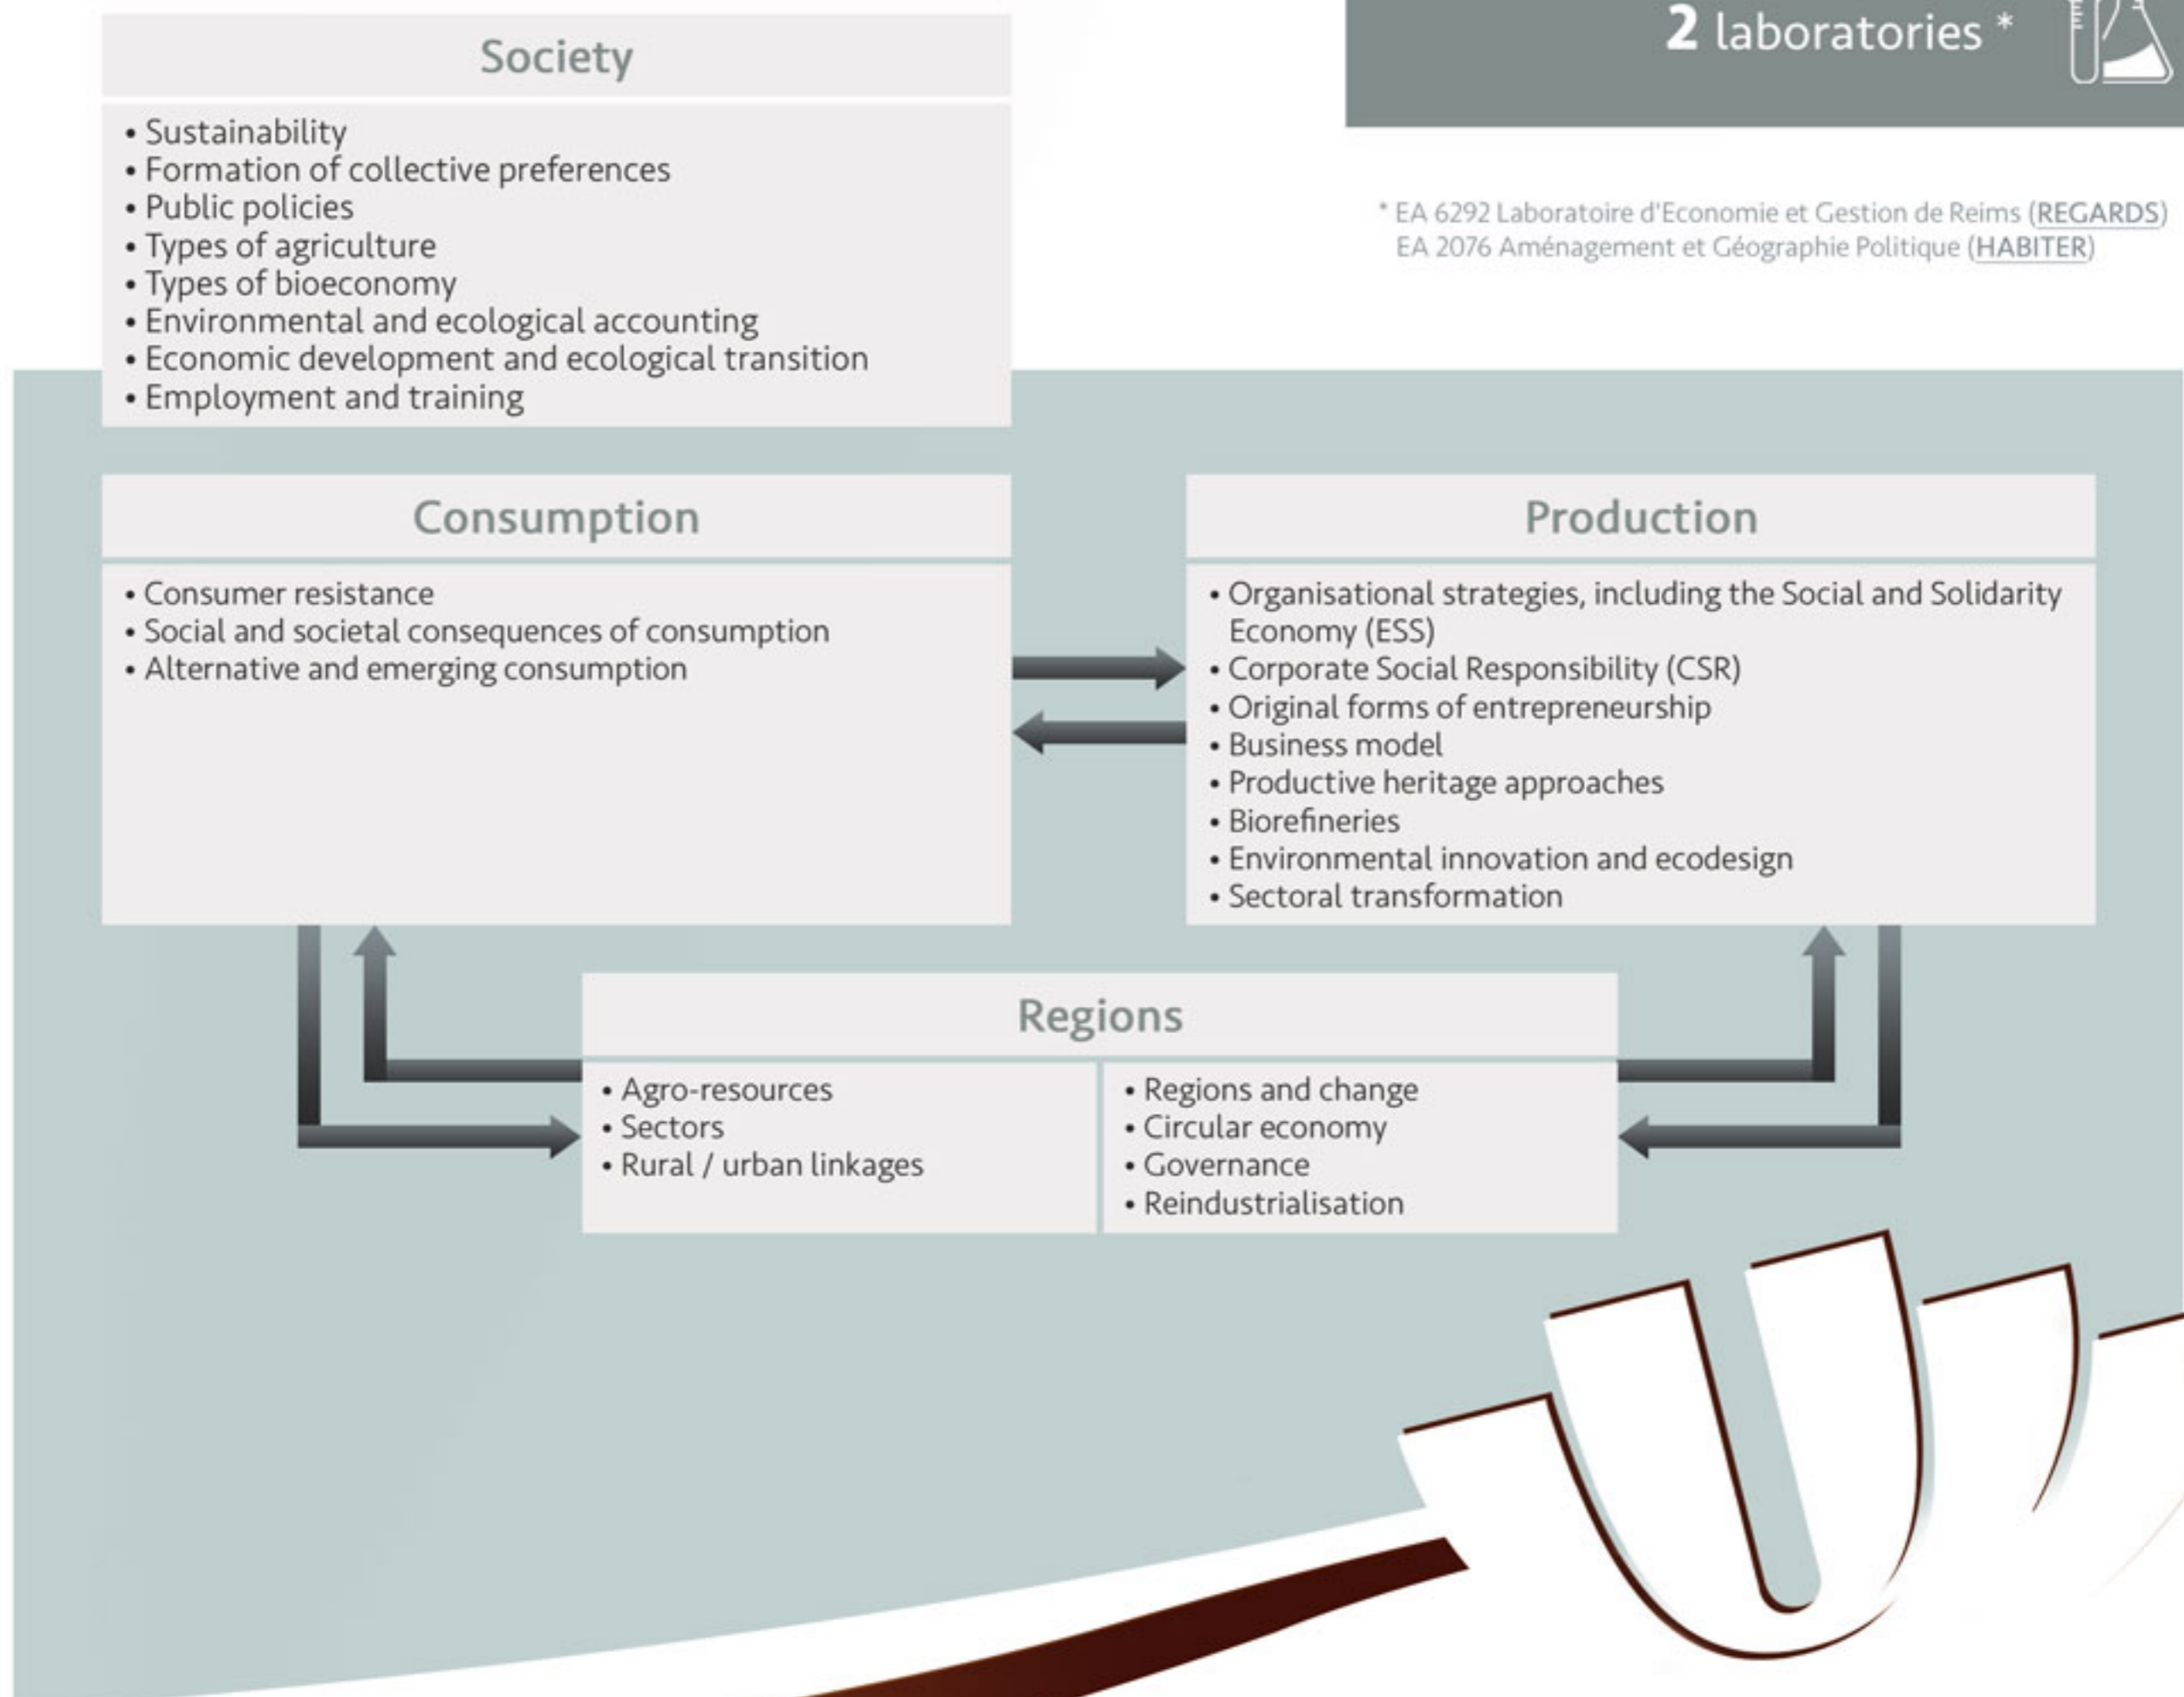 2 laboratories *
* EA 6292 Laboratoire d'Economie et Gestion de Reims (REGARDS)
EA 2076 Aménagement et Géographie Politique (HABITER)
Society
• Sustainability
• Formation of collective preferences
• Public policies
• Types of agriculture
• Types of bioeconomy
• Environmental and ecological accounting
• Economic development and ecological transition
• Employment and training
Consumption
• Consumer resistance
• Social and societal consequences of consumption
• Alternative and emerging consumption
Production
• Organisational strategies, including the Social and Solidarity
Economy (ESS)
• Corporate Social Responsibility (CSR)
• Original forms of entrepreneurship
• Business model
• Productive heritage approaches
• Biorefineries
• Environmental innovation and ecodesign
• Sectoral transformation
Regions
• Agro-resources
• Sectors
• Rural / urban linkages
• Regions and change
• Circular economy
• Governance
• Reindustrialisation